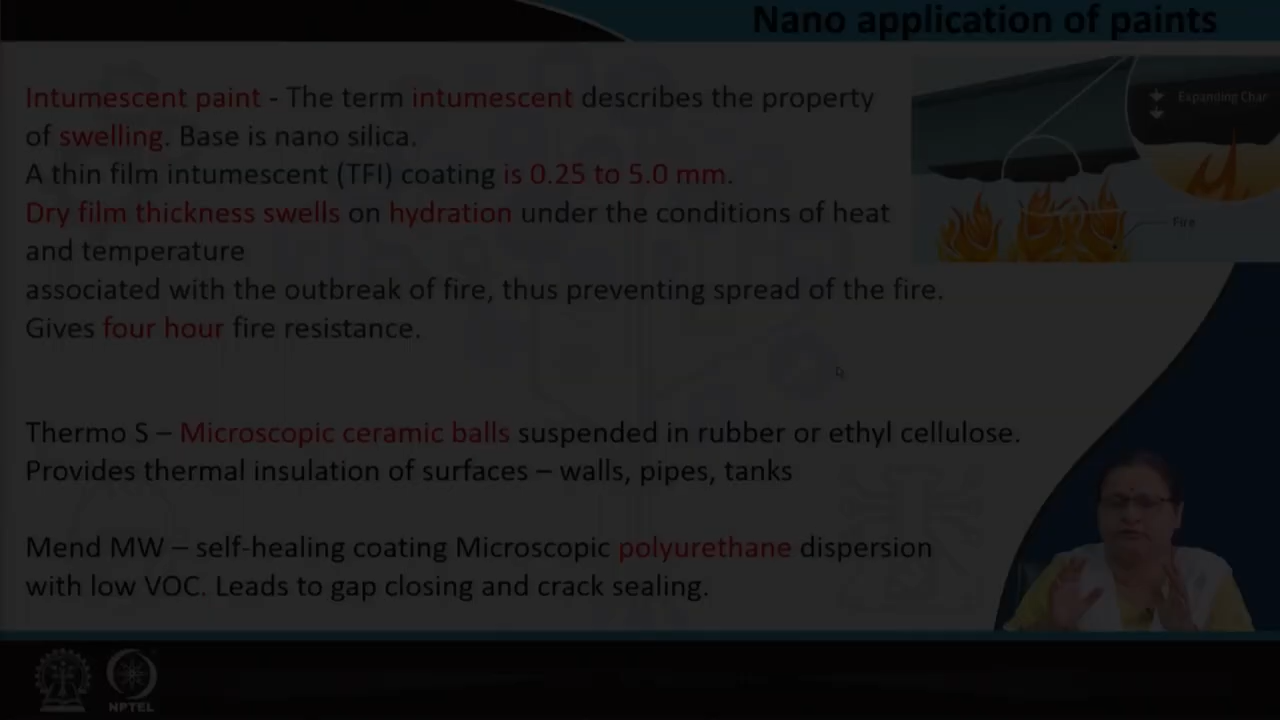 Nano application of paints
Intumescent paint - The term intumescent describes the property
of swelling. Base is nano silica.
A thin film intumescent (TFI) coating is 0.25 to 5.0 mm.
Dry film thickness swells on hydration under the conditions of heat
and temperature
associated with the outbreak of fire, thus preventing spread of the fire.
Gives four hour fire resistance.
Expanding Char
Fire
Thermo S – Microscopic ceramic balls suspended in rubber or ethyl cellulose.
Provides thermal insulation of surfaces – walls, pipes, tanks
Mend MW – self-healing coating Microscopic polyurethane dispersion
with low VOC. Leads to gap closing and crack sealing.
NPTEL